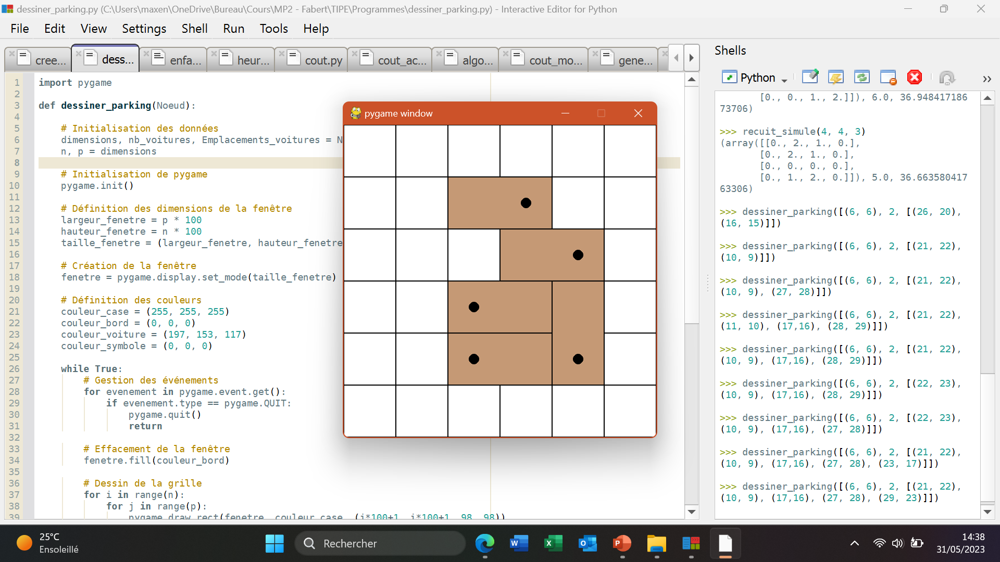 dessiner_parking.py (C:\Users\maxen\OneDrive\Bureau\Cours\MP2 - Fabert\TIPE\Programmes\dessiner_parking.py) - Interactive Editor for Python
File Edit View Settings Shell Run Tools Help
cree... dess... enfa... heur... cout.py cout_ac... algo... cout_mo... gene...
1 import pygame
2
3 def dessiner_parking(Noeud):
4
5 # Initialisation des données
6 dimensions, nb_voitures, Emplacements_voitures = N
7 n, p = dimensions
8
9 # Initialisation de pygame
10 pygame.init()
11
12 # Définition des dimensions de la fenêtre
13 largeur_fenetre = p * 100
14 hauteur_fenetre = n * 100
15 taille_fenetre = (largeur_fenetre, hauteur_fenetre
16
17 # Création de la fenêtre
18 fenetre = pygame.display.set_mode(taille_fenetre)
19
20 # Définition des couleurs
21 couleur_case = (255, 255, 255)
22 couleur_bord = (0, 0, 0)
23 couleur_voiture = (197, 153, 117)
24 couleur_symbole = (0, 0, 0)
25
26 while True:
27 # Gestion des événements
28 for evenement in pygame.event.get():
29 if evenement.type == pygame.QUIT:
30 pygame.quit()
31 return
32
33 # Effacement de la fenêtre
34 fenetre.fill(couleur_bord)
35
36 # Dessin de la grille
37 for i in range(n):
38 for j in range(p):
39 pygame.draw.rect(fenetre, couleur_case, (j*100+1, i*100+1, 98, 98))
pygame window
Shells
Python
[0., 0., 1., 2.]]), 6.0, 36.948417186
73706)
>>> recuit_simule(4, 4, 3)
(array([[0., 2., 1., 0.],
[0., 2., 1., 0.],
[0., 0., 0., 0.],
[0., 1., 2., 0.]]), 5.0, 36.663580417
63306)
>>> dessiner_parking([(6, 6), 2, [(26, 20),
(16, 15)]])
>>> dessiner_parking([(6, 6), 2, [(21, 22),
(10, 9)]])
>>> dessiner_parking([(6, 6), 2, [(21, 22),
(10, 9), (27, 28)]])
>>> dessiner_parking([(6, 6), 2, [(21, 22),
(11, 10), (17,16), (28, 29)]])
>>> dessiner_parking([(6, 6), 2, [(21, 22),
(10, 9), (17,16), (28, 29)]])
>>> dessiner_parking([(6, 6), 2, [(22, 23),
(10, 9), (17,16), (28, 29)]])
>>> dessiner_parking([(6, 6), 2, [(22, 23),
(10, 9), (17,16), (27, 28)]])
>>> dessiner_parking([(6, 6), 2, [(21, 22),
(10, 9), (17,16), (27, 28), (23, 17)]])
>>> dessiner_parking([(6, 6), 2, [(21, 22),
(10, 9), (17,16), (27, 28), (29, 23)]])
25°C
Ensoleillé
Rechercher
14:38
31/05/2023